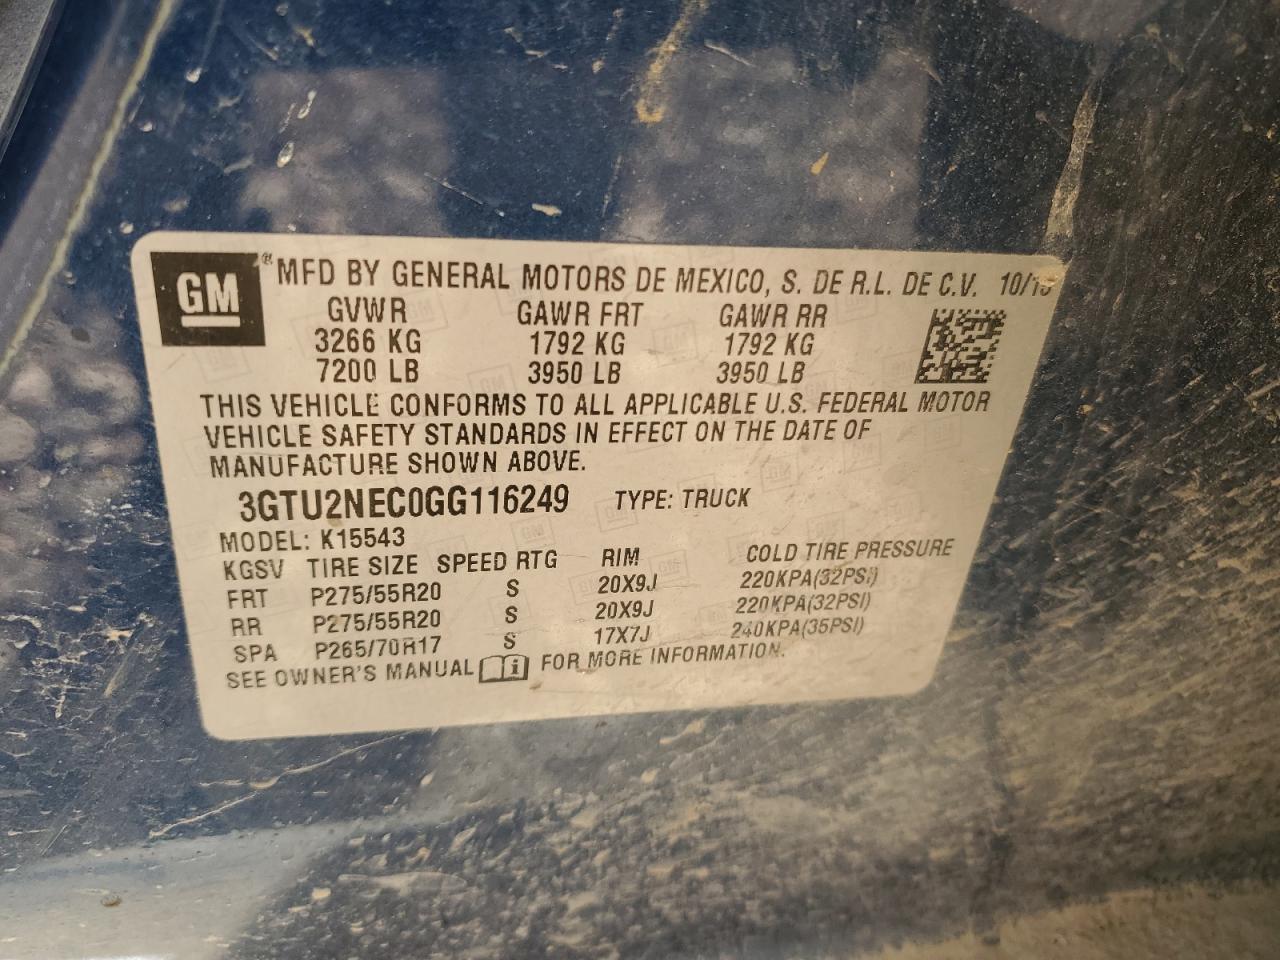 GM ® MFD BY GENERAL MOTORS DE MEXICO, S. DE R.L. DE C.V. 10/15
GVWR GAWR FRT GAWR RR
3266 KG 1792 KG 1792 KG
7200 LB 3950 LB 3950 LB
THIS VEHICLE CONFORMS TO ALL APPLICABLE U.S. FEDERAL MOTOR
VEHICLE SAFETY STANDARDS IN EFFECT ON THE DATE OF
MANUFACTURE SHOWN ABOVE.
3GTU2NEC0GG116249 TYPE: TRUCK
MODEL: K15543
KGSV TIRE SIZE SPEED RTG RIM COLD TIRE PRESSURE
FRT P275/55R20 S 20X9J 220KPA(32PSI)
RR P275/55R20 S 20X9J 220KPA(32PSI)
SPA P265/70R17 S 17X7J 240KPA(35PSI)
SEE OWNER'S MANUAL FOR MORE INFORMATION.